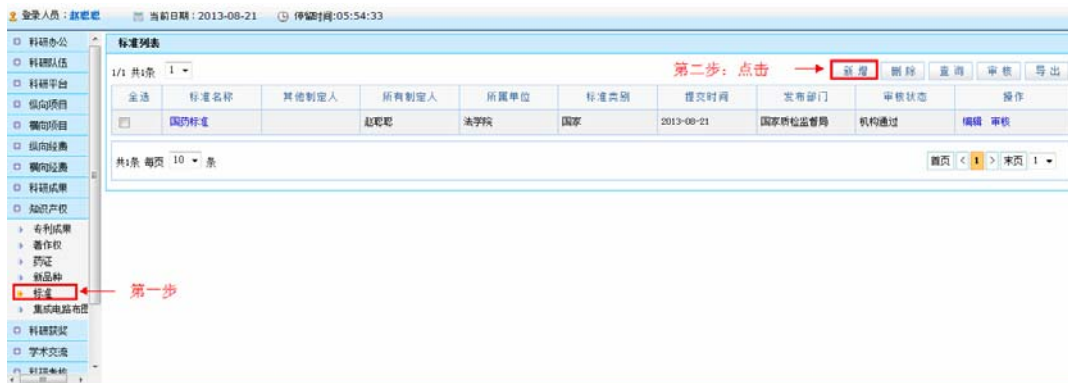 登录人员：赵聪聪 当前日期：2013-08-21 停留时间:05:54:33
科研办公
科研队伍
科研平台
纵向项目
横向项目
纵向经费
横向经费
科研成果
知识产权
专利成果
著作权
药证
新品种
标准
集成电路布图
科研获奖
学术交流
科研考核
第一步
标准列表
1/1 共1条 1
第二步：点击
新增 删除 查询 审核 导出
全选 标准名称 其他制定人 所有制定人 所属单位 标准类别 提交时间 发布部门 审核状态 操作
国药标准 赵聪聪 法学院 国家 2013-08-21 国家质检监督局 机构通过 编辑 审核
共1条 每页 10 条
首页 < 1 > 末页 1